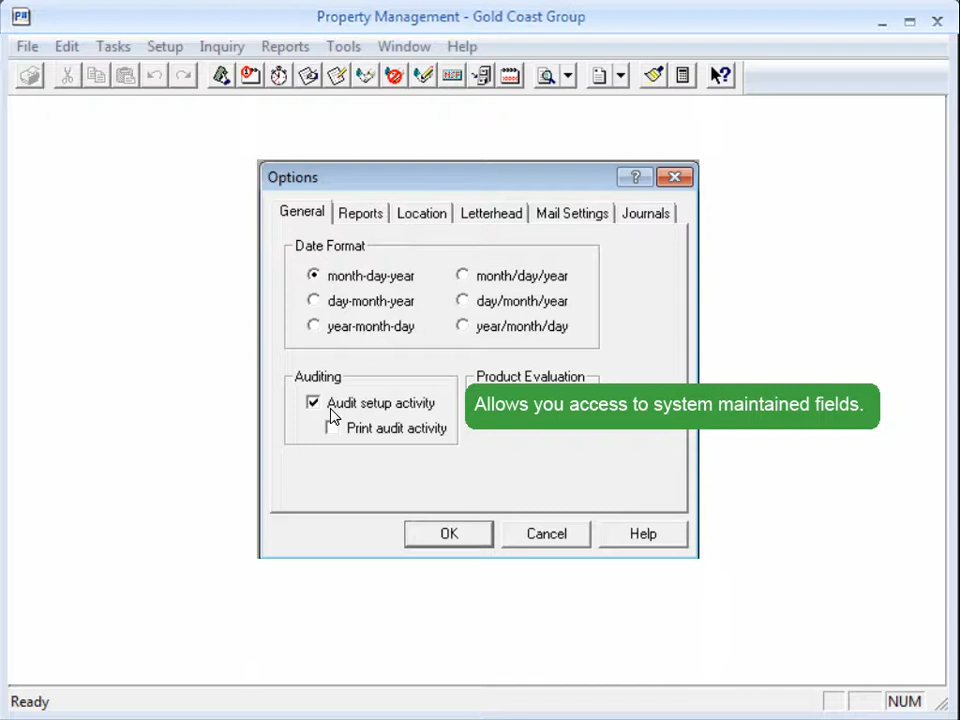 Property Management - Gold Coast Group
File Edit Tasks Setup Inquiry Reports Tools Window Help
Options
General Reports Location Letterhead Mail Settings Journals
Date Format
month-day-year month/day/year
day-month-year day/month/year
year-month-day year/month/day
Auditing Product Evaluation
Audit setup activity
Allows you access to system maintained fields.
Print audit activity
OK Cancel Help
Ready NUM